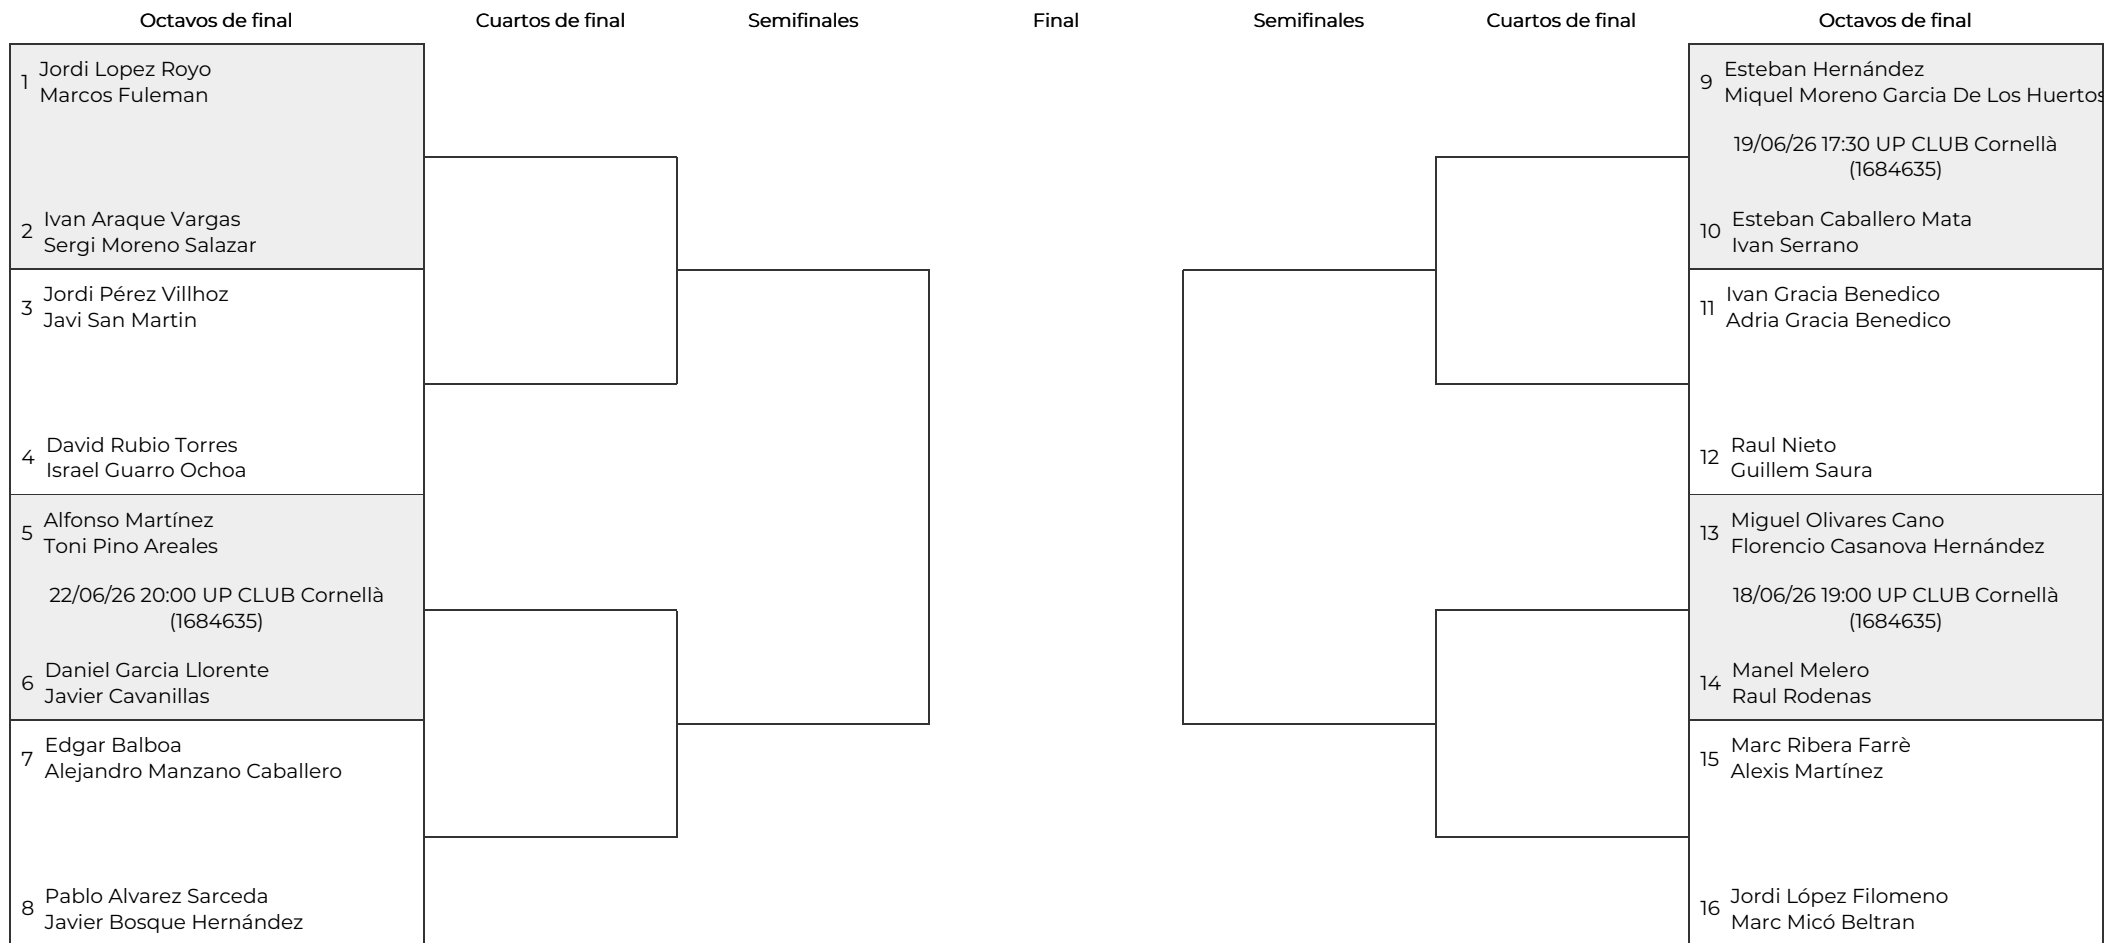 Octavos de final
Cuartos de final
Semifinales
Final
Semifinales
Cuartos de final
Octavos de final
1
Jordi Lopez Royo
Marcos Fuleman
2
Ivan Araque Vargas
Sergi Moreno Salazar
3
Jordi Pérez Villhoz
Javi San Martin
4
David Rubio Torres
Israel Guarro Ochoa
5
Alfonso Martínez
Toni Pino Areales
22/06/26 20:00 UP CLUB Cornellà
(1684635)
6
Daniel Garcia Llorente
Javier Cavanillas
7
Edgar Balboa
Alejandro Manzano Caballero
8
Pablo Alvarez Sarceda
Javier Bosque Hernández
9
Esteban Hernández
Miquel Moreno Garcia De Los Huertos
19/06/26 17:30 UP CLUB Cornellà
(1684635)
10
Esteban Caballero Mata
Ivan Serrano
11
Ivan Gracia Benedico
Adria Gracia Benedico
12
Raul Nieto
Guillem Saura
13
Miguel Olivares Cano
Florencio Casanova Hernández
18/06/26 19:00 UP CLUB Cornellà
(1684635)
14
Manel Melero
Raul Rodenas
15
Marc Ribera Farrè
Alexis Martínez
16
Jordi López Filomeno
Marc Micó Beltran